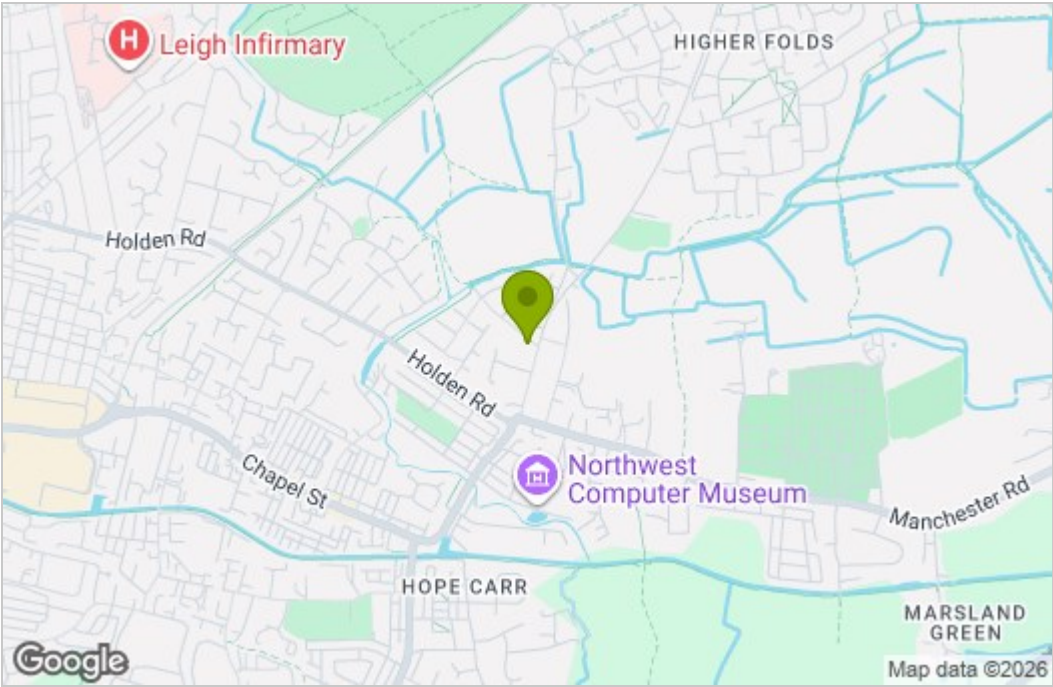 H
Leigh Infirmary
HIGHER FOLDS
Holden Rd
Holden Rd
Chapel St
Northwest
Computer Museum
Manchester Rd
HOPE CARR
MARSLAND
GREEN
Google
Map data ©2026